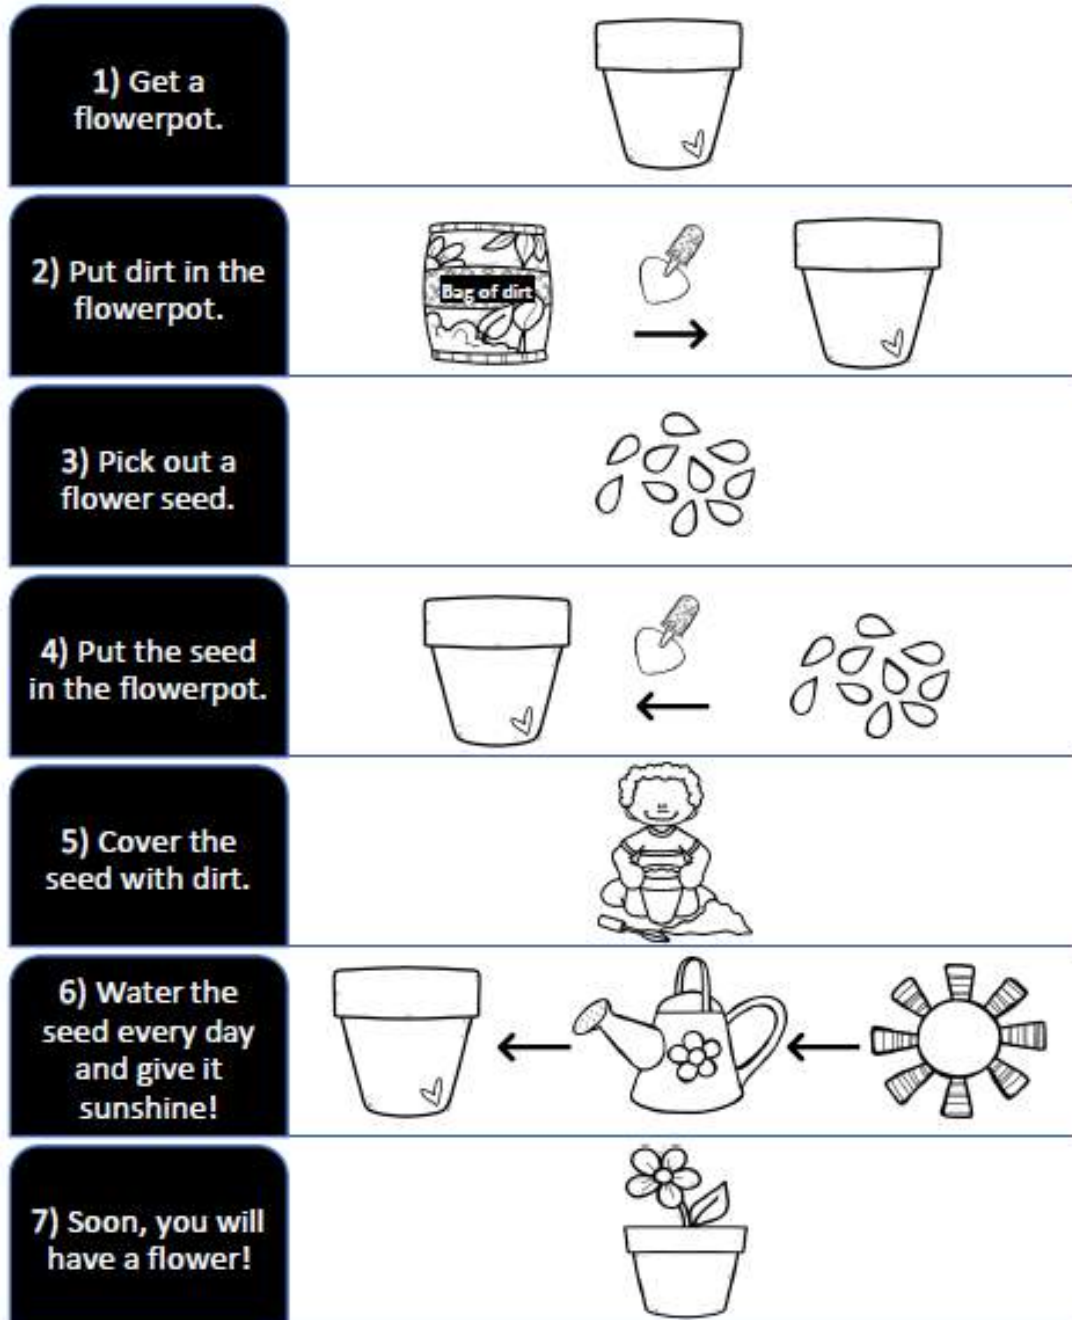 1) Get a
flowerpot.
2) Put dirt in the
flowerpot.
Bag of dirt
3) Pick out a
flower seed.
4) Put the seed
in the flowerpot.
5) Cover the
seed with dirt.
6) Water the
seed every day
and give it
sunshine!
7) Soon, you will
have a flower!